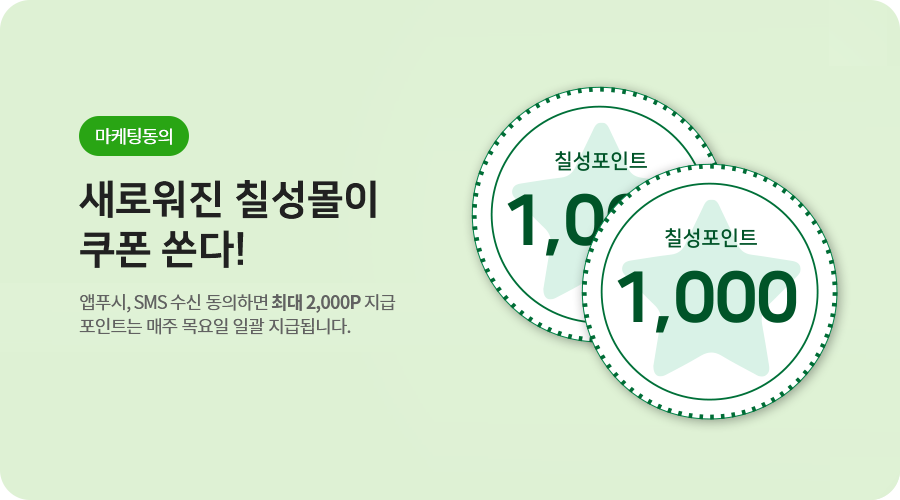 마케팅동의
새로워진 칠성몰이
쿠폰 쏜다!
앱푸시, SMS 수신 동의하면 최대 2,000P 지급
포인트는 매주 목요일 일괄 지급됩니다.
칠성포인트
1,00
칠성포인트
1,000